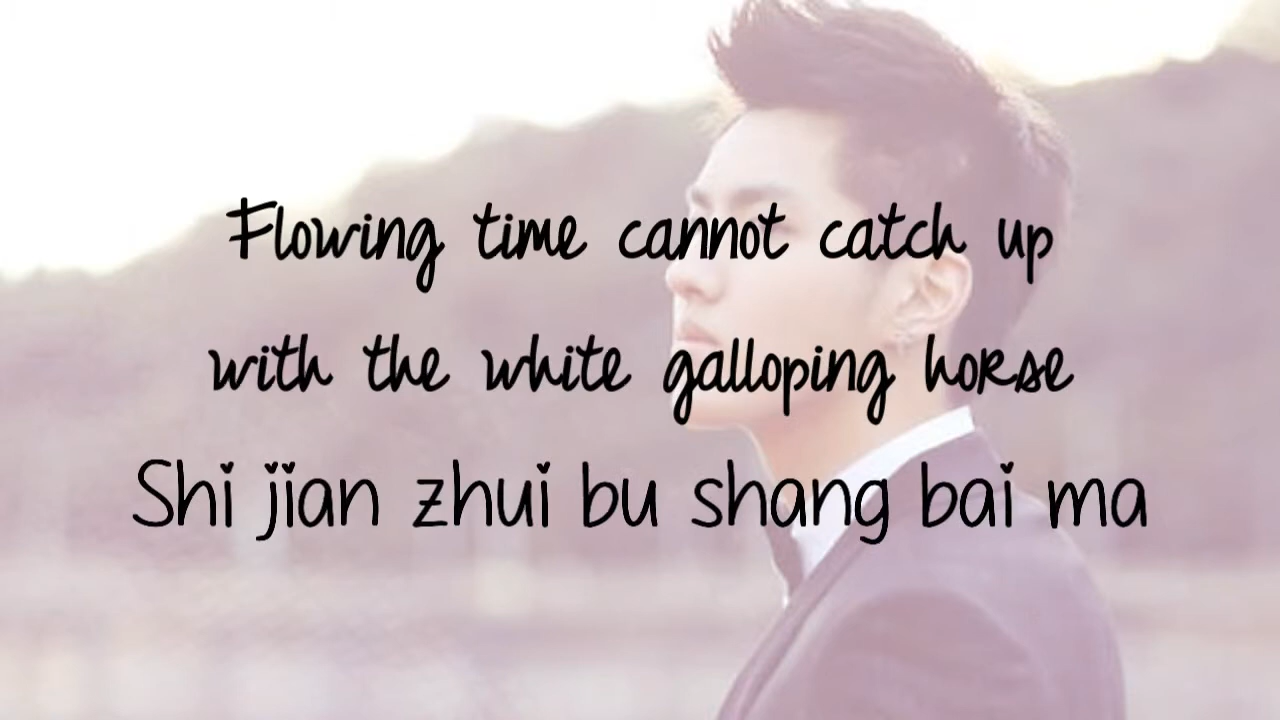 Flowing time cannot catch up
with the white galloping horse
Shi jian zhui bu shang bai ma